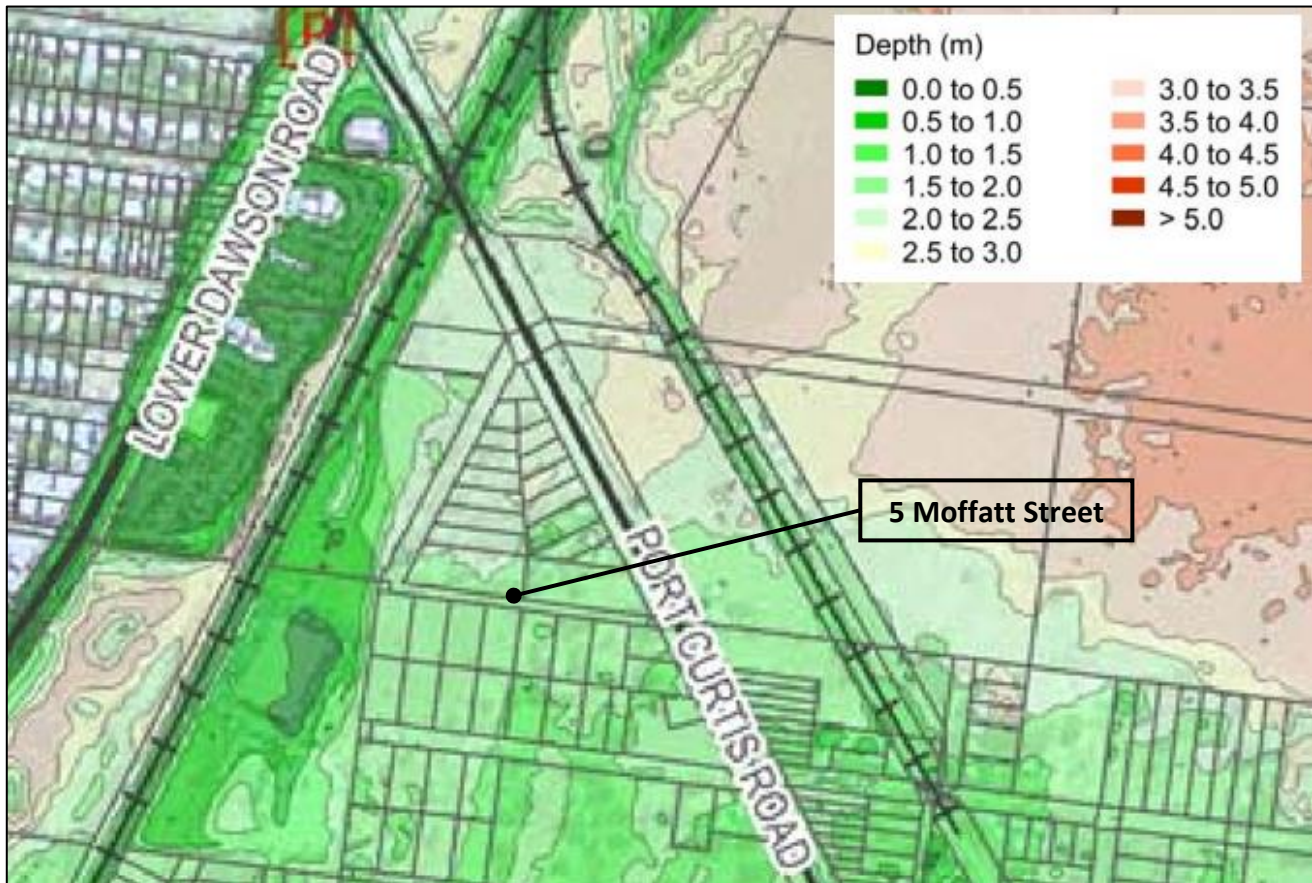 [P]
LOWER DAWSON ROAD
Depth (m)
0.0 to 0.5
0.5 to 1.0
1.0 to 1.5
1.5 to 2.0
2.0 to 2.5
2.5 to 3.0
3.0 to 3.5
3.5 to 4.0
4.0 to 4.5
4.5 to 5.0
> 5.0
5 Moffatt Street
PORT CURTIS ROAD